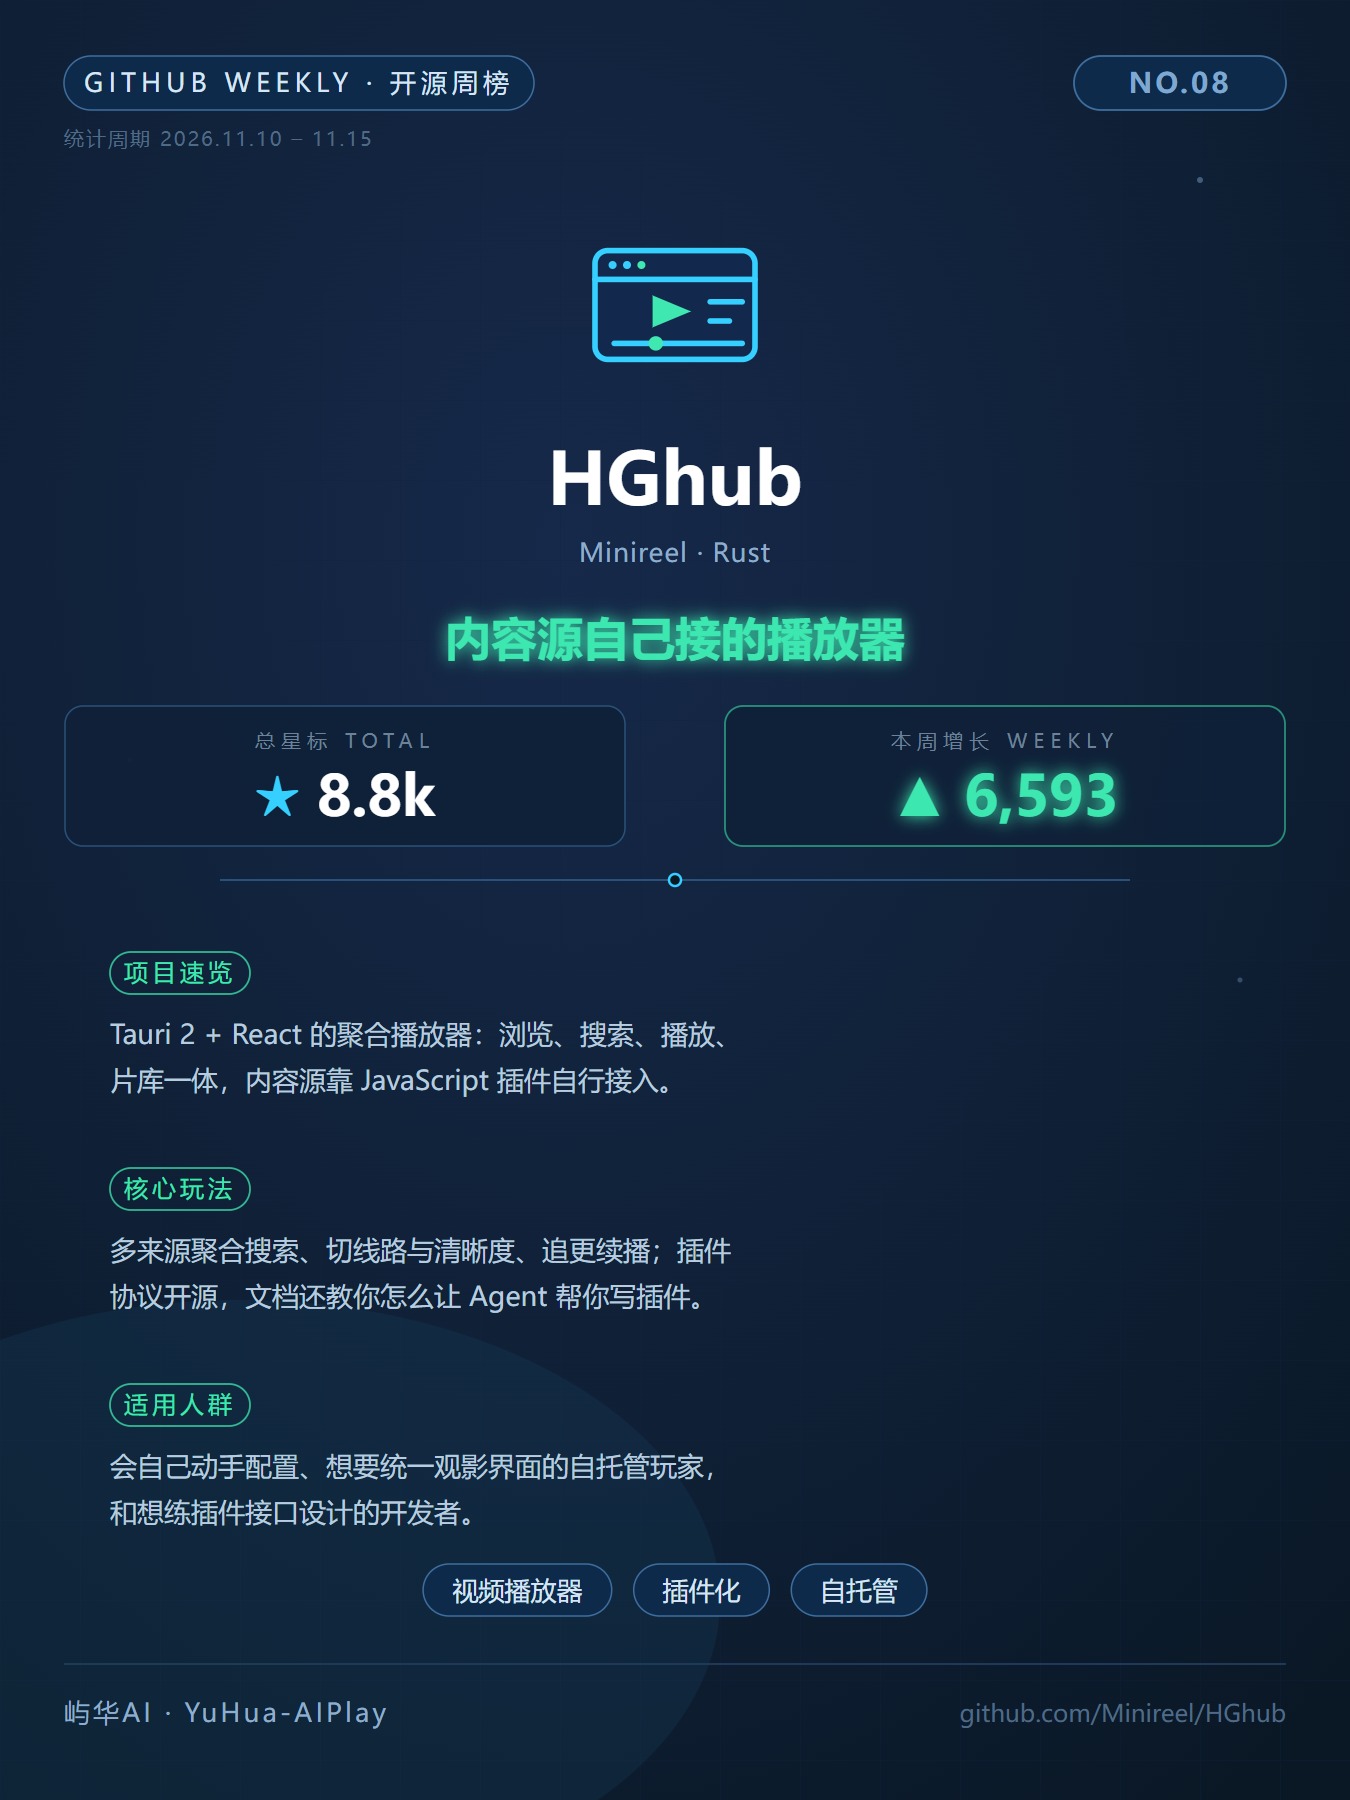 GITHUB WEEKLY · 开源周榜
NO.08
统计周期 2026.11.10 – 11.15
HGhub
Minireel · Rust
内容源自己接的播放器
总星标 TOTAL
★ 8.8k
本周增长 WEEKLY
▲ 6,593
项目速览
Tauri 2 + React 的聚合播放器：浏览、搜索、播放、
片库一体，内容源靠 JavaScript 插件自行接入。
核心玩法
多来源聚合搜索、切线路与清晰度、追更续播；插件
协议开源，文档还教你怎么让 Agent 帮你写插件。
适用人群
会自己动手配置、想要统一观影界面的自托管玩家，
和想练插件接口设计的开发者。
视频播放器
插件化
自托管
屿华AI · YuHua-AIPlay
github.com/Minireel/HGhub